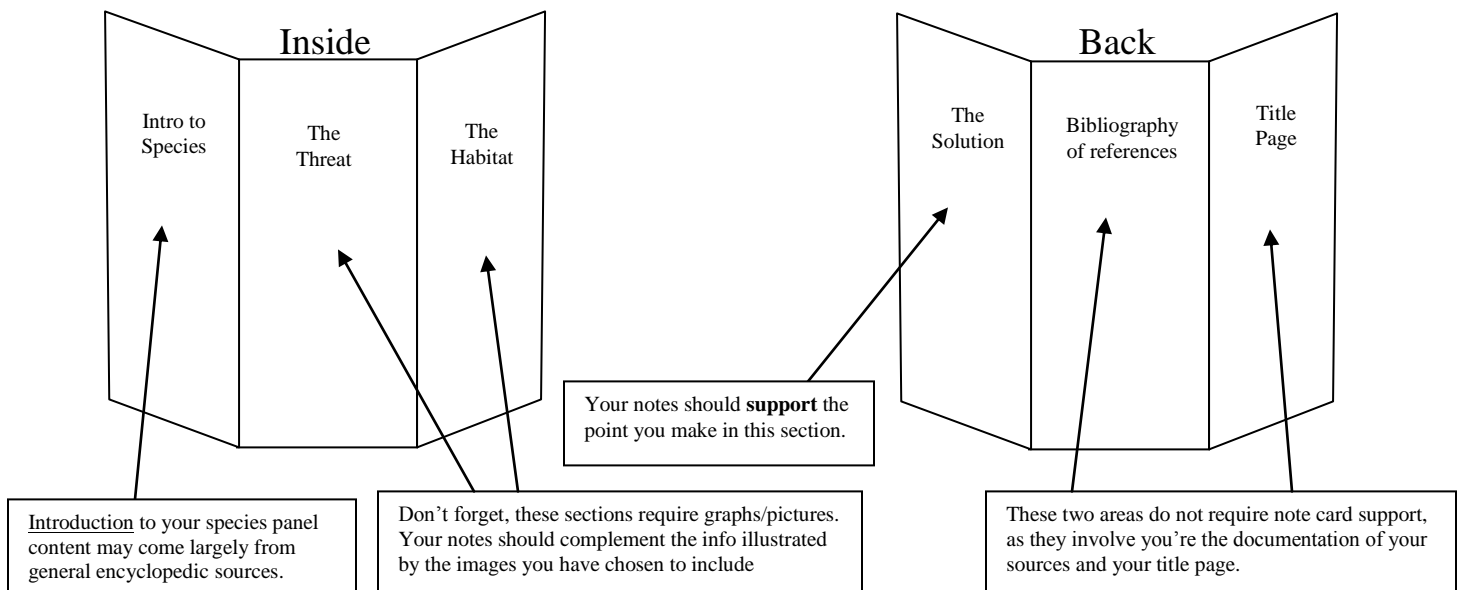 Inside
Intro to
Species
The
Threat
The
Habitat
Back
The
Solution
Bibliography
of references
Title
Page
Your notes should support the
point you make in this section.
Introduction to your species panel
content may come largely from
general encyclopedic sources.
Don’t forget, these sections require graphs/pictures.
Your notes should complement the info illustrated
by the images you have chosen to include
These two areas do not require note card support,
as they involve you’re the documentation of your
sources and your title page.